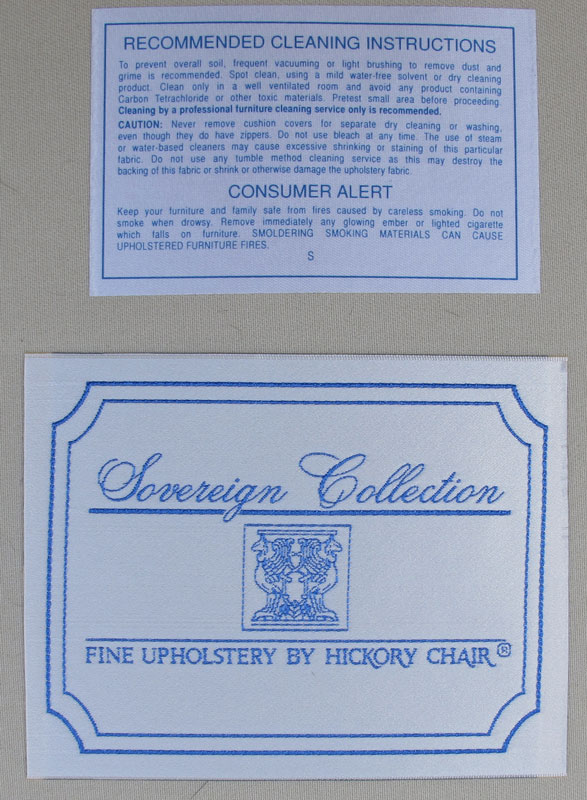 RECOMMENDED CLEANING INSTRUCTIONS
To prevent overall soil, frequent vacuuming or light brushing to remove dust and
grime is recommended. Spot clean, using a mild water-free solvent or dry cleaning
product. Clean only in a well ventilated room and avoid any product containing
Carbon Tetrachloride or other toxic materials. Pretest small area before proceeding.
Cleaning by a professional furniture cleaning service only is recommended.
CAUTION: Never remove cushion covers for separate dry cleaning or washing,
even though they do have zippers. Do not use bleach at any time. The use of steam
or water-based cleaners may cause excessive shrinking or staining of this particular
fabric. Do not use any tumble method cleaning service as this may destroy the
backing of this fabric or shrink or otherwise damage the upholstery fabric.
CONSUMER ALERT
Keep your furniture and family safe from fires caused by careless smoking. Do not
smoke when drowsy. Remove immediately any glowing ember or lighted cigarette
which falls on furniture. SMOLDERING SMOKING MATERIALS CAN CAUSE
UPHOLSTERED FURNITURE FIRES.
S
Sovereign Collection
FINE UPHOLSTERY BY HICKORY CHAIR®